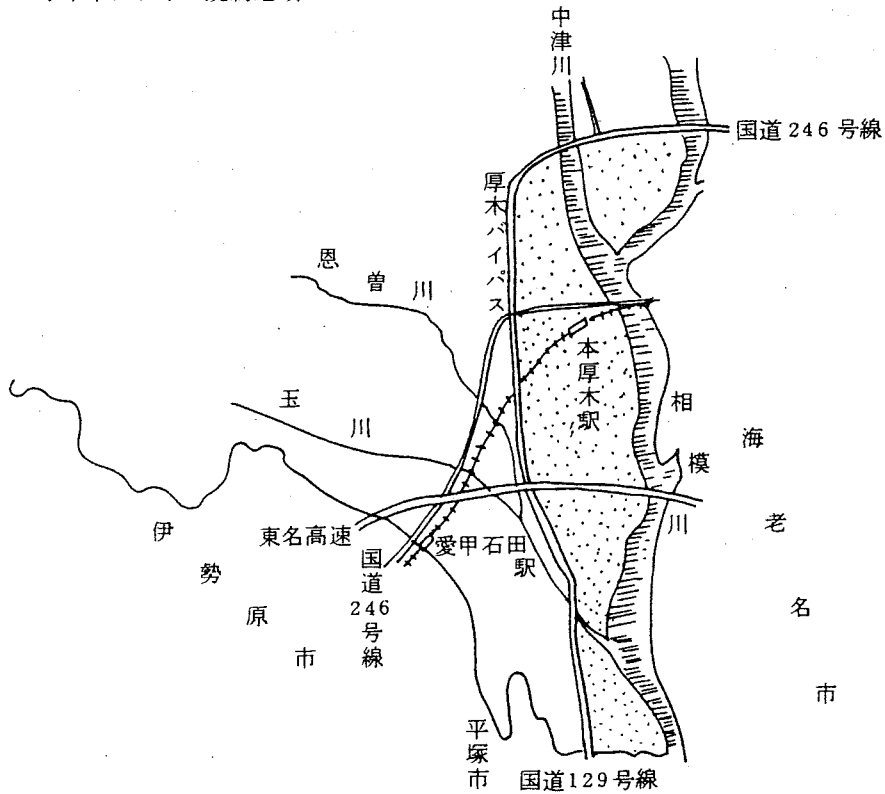 中津川
国道246号線
厚木バイパス
恩曽川
本厚木駅
玉川
相模川
海老名市
東名高速
愛甲石田駅
国道246号線
伊勢原市
平塚市
国道129号線